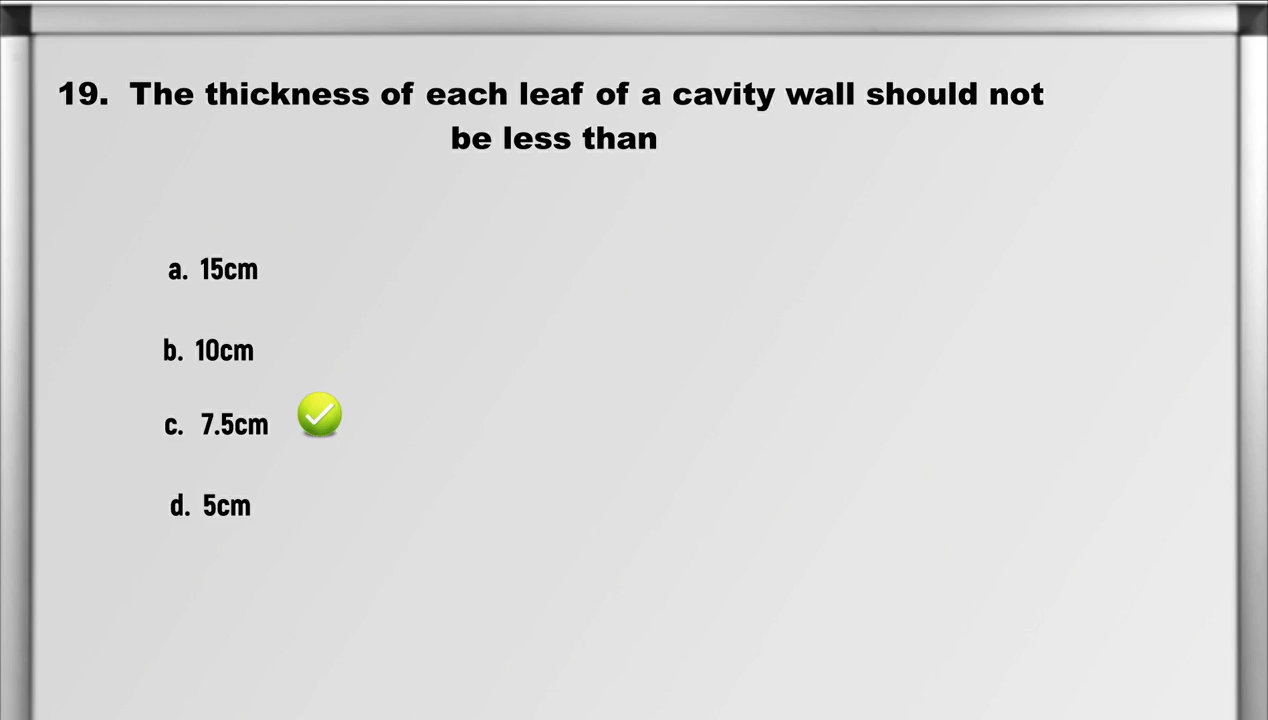 19. The thickness of each leaf of a cavity wall should not
be less than
a. 15cm
b. 10cm
c. 7.5cm
d. 5cm